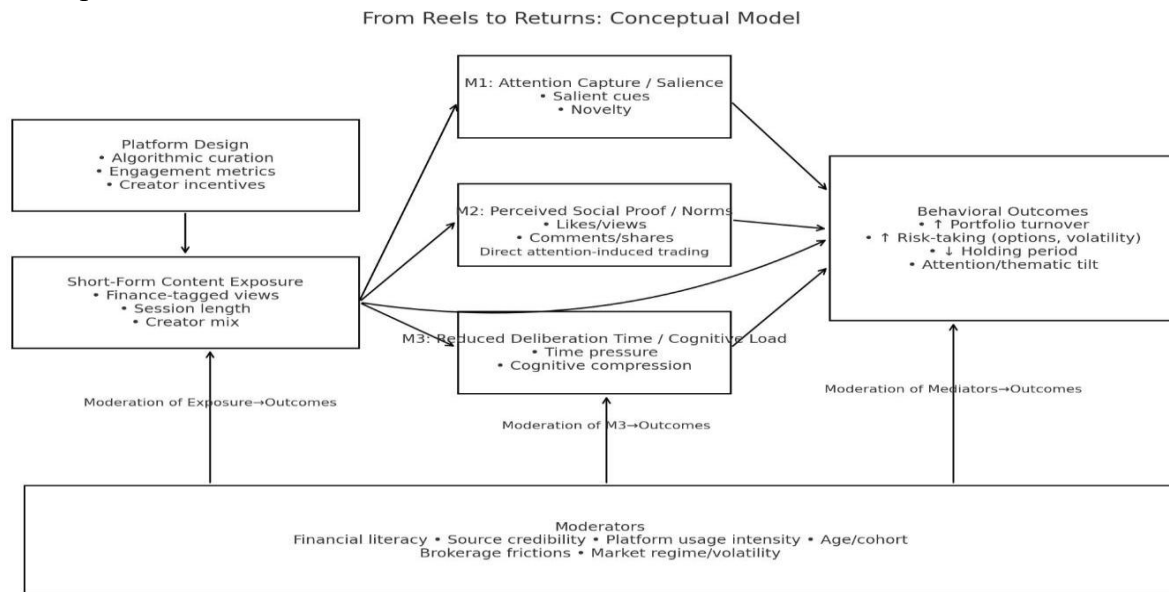 From Reels to Returns: Conceptual Model
M1: Attention Capture / Salience
• Salient cues
• Novelty
Platform Design
• Algorithmic curation
• Engagement metrics
• Creator incentives
M2: Perceived Social Proof / Norms
• Likes/views
• Comments/shares
Direct attention-induced trading
Behavioral Outcomes
• ↑ Portfolio turnover
• ↑ Risk-taking (options, volatility)
• ↓ Holding period
• Attention/thematic tilt
Short-Form Content Exposure
• Finance-tagged views
• Session length
• Creator mix
M3: Reduced Deliberation Time / Cognitive Load
• Time pressure
• Cognitive compression
Moderation of Exposure→Outcomes
Moderation of M3→Outcomes
Moderation of Mediators→Outcomes
Moderators
Financial literacy • Source credibility • Platform usage intensity • Age/cohort
Brokerage frictions • Market regime/volatility